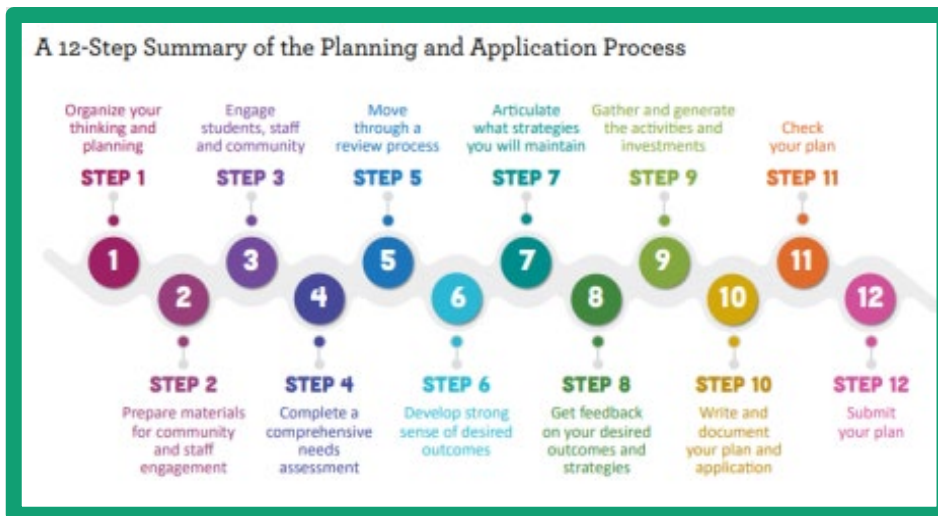 A 12-Step Summary of the Planning and Application Process
Organize your
thinking and
planning
STEP 1
Engage
students, staff
and community
STEP 3
Move
through a
review process
STEP 5
Articulate
what strategies
you will maintain
STEP 7
Gather and generate
the activities and
investments
STEP 9
Check
your plan
STEP 11
1
2
3
4
5
6
7
8
9
10
11
12
STEP 2
Prepare materials
for community
and staff
engagement
STEP 4
Complete a
comprehensive
needs
assessment
STEP 6
Develop strong
sense of desired
outcomes
STEP 8
Get feedback
on your desired
outcomes and
strategies
STEP 10
Write and
document
your plan and
application
STEP 12
Submit
your plan